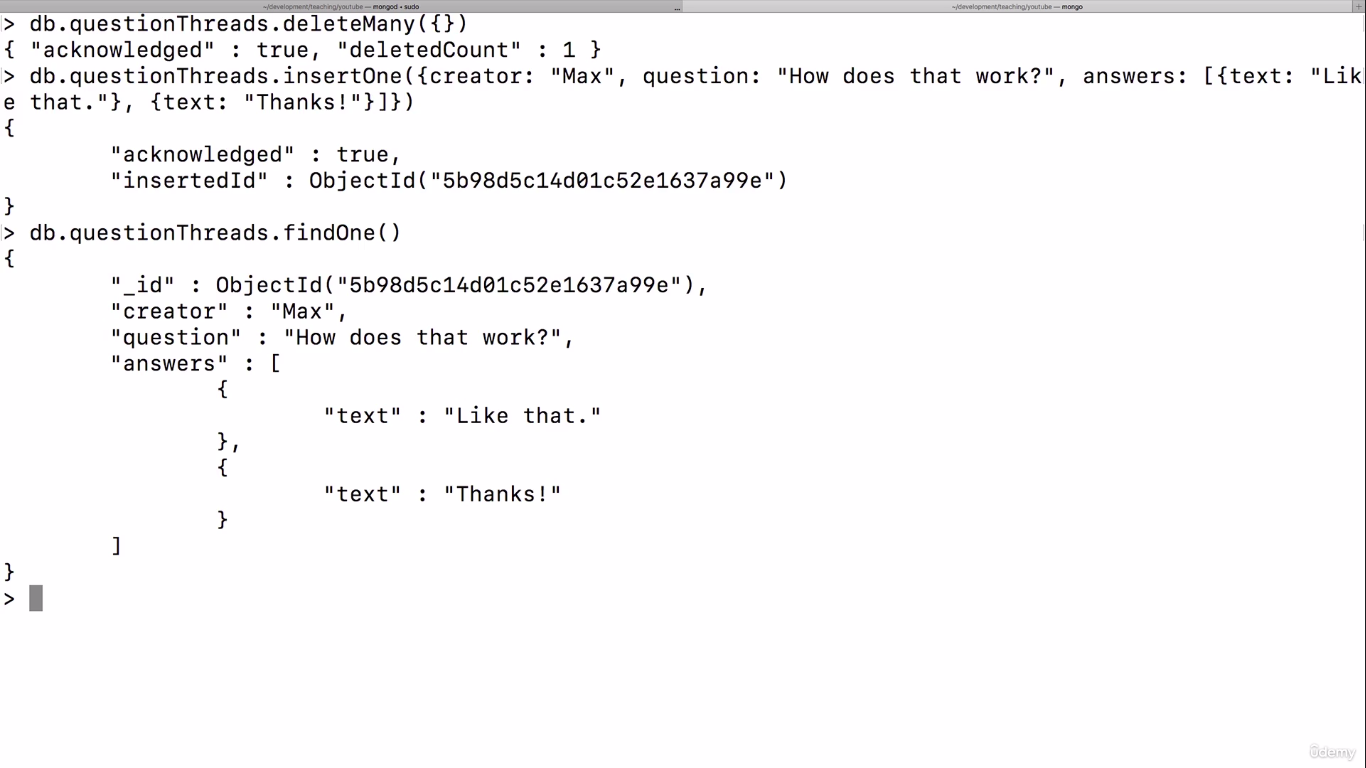 ~/development/teaching/youtube — mongod • sudo ... ~/development/teaching/youtube — mongo +
> db.questionThreads.deleteMany({})
{ "acknowledged" : true, "deletedCount" : 1 }
> db.questionThreads.insertOne({creator: "Max", question: "How does that work?", answers: [{text: "Lik
e that."}, {text: "Thanks!"}]})
{
        "acknowledged" : true,
        "insertedId" : ObjectId("5b98d5c14d01c52e1637a99e")
}
> db.questionThreads.findOne()
{
        "_id" : ObjectId("5b98d5c14d01c52e1637a99e"),
        "creator" : "Max",
        "question" : "How does that work?",
        "answers" : [
                {
                        "text" : "Like that."
                },
                {
                        "text" : "Thanks!"
                }
        ]
}
>
ûdemy